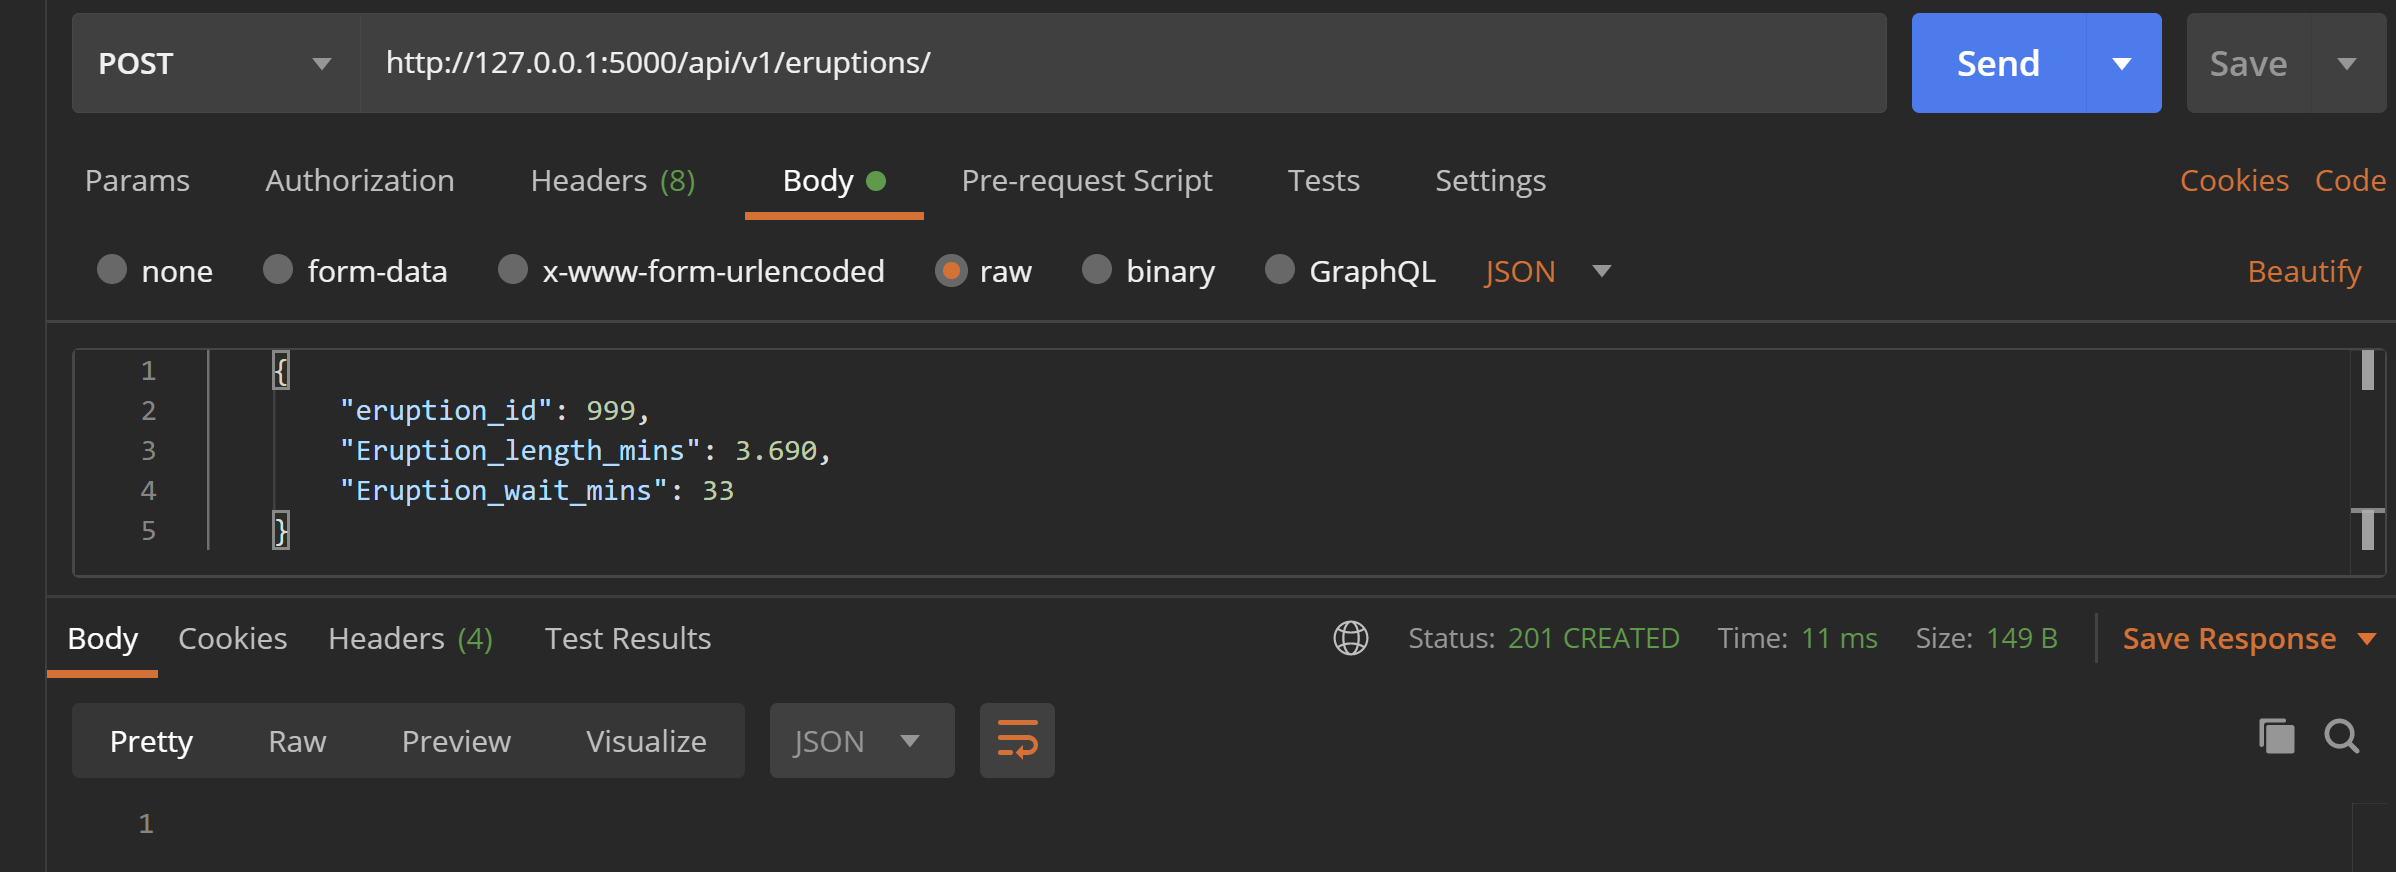 POST http://127.0.0.1:5000/api/v1/eruptions/ Send Save
Params Authorization Headers (8) Body Pre-request Script Tests Settings Cookies Code
none form-data x-www-form-urlencoded raw binary GraphQL JSON Beautify
1 {
2 "eruption_id": 999,
3 "Eruption_length_mins": 3.690,
4 "Eruption_wait_mins": 33
5 }
Body Cookies Headers (4) Test Results Status: 201 CREATED Time: 11 ms Size: 149 B Save Response
Pretty Raw Preview Visualize JSON
1